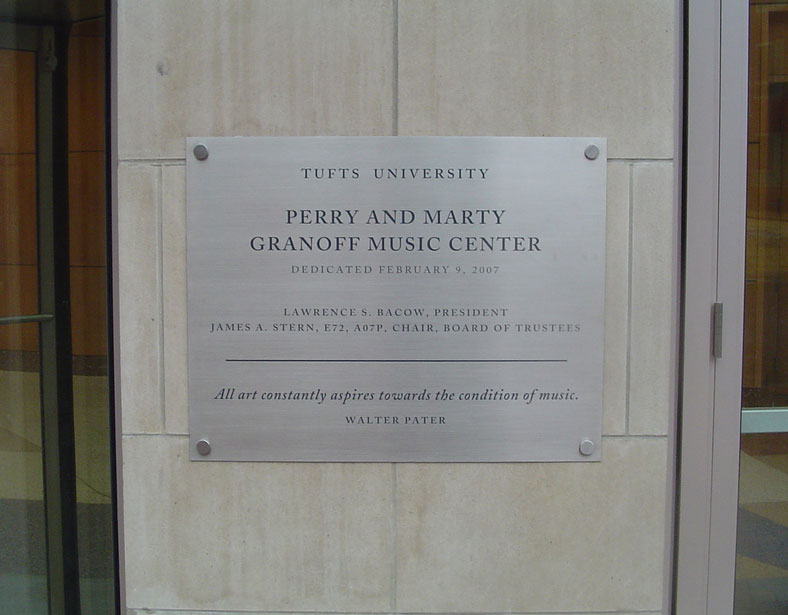 TUFTS UNIVERSITY
PERRY AND MARTY
GRANOFF MUSIC CENTER
DEDICATED FEBRUARY 9, 2007
LAWRENCE S. BACOW, PRESIDENT
JAMES A. STERN, E72, A07P, CHAIR, BOARD OF TRUSTEES
All art constantly aspires towards the condition of music.
WALTER PATER